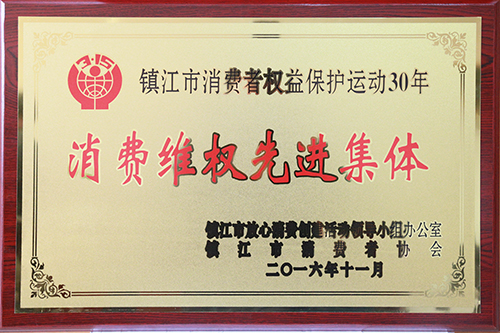 3·15
镇江市消费者权益保护运动30年
消费维权先进集体
镇江市放心消费创建活动领导小组办公室
镇江市消费者协会
二〇一六年十一月